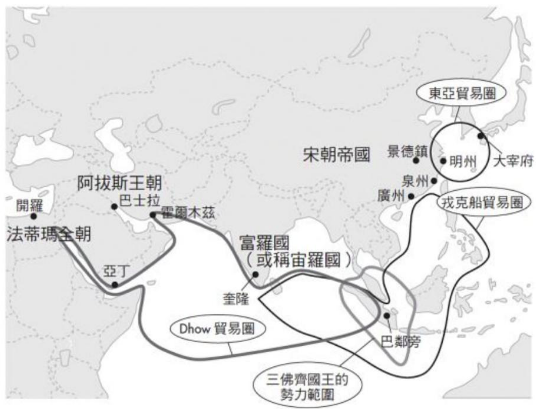 東亞貿易圈
宋朝帝國
景德鎮
明州
大宰府
泉州
廣州
戎克船貿易圈
阿拔斯王朝
巴士拉
開羅
霍爾木茲
法蒂瑪全朝
富羅國
（或稱宙羅國）
亞丁
奎隆
Dhow 貿易圈
巴鄰旁
三佛齊國王的
勢力範圍